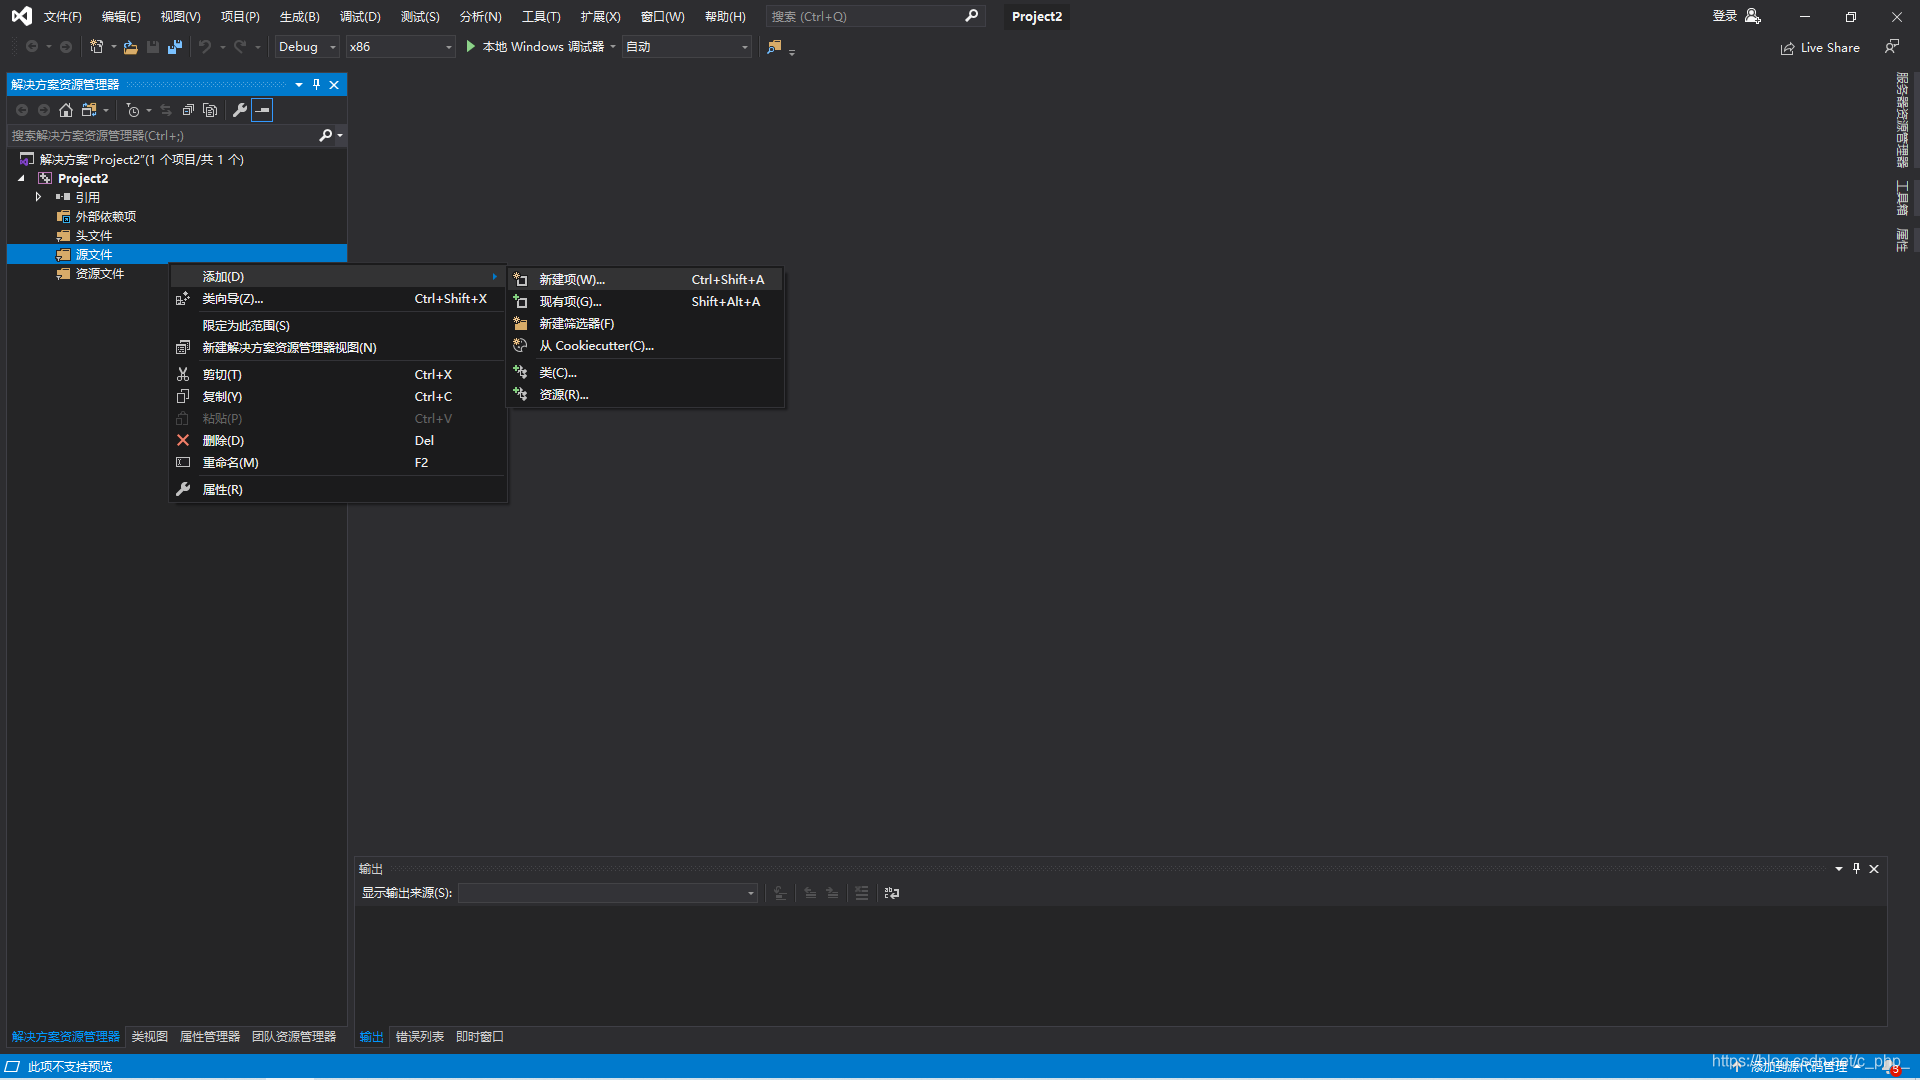 文件(F) 编辑(E) 视图(V) 项目(P) 生成(B) 调试(D) 测试(S) 分析(N) 工具(T) 扩展(X) 窗口(W) 帮助(H) 搜索 (Ctrl+Q) Project2 登录
Debug x86 本地 Windows 调试器 自动 Live Share
解决方案资源管理器
搜索解决方案资源管理器(Ctrl+;)
解决方案"Project2"(1 个项目/共 1 个)
Project2
引用
外部依赖项
头文件
源文件
资源文件
添加(D)
类向导(Z)... Ctrl+Shift+X
限定为此范围(S)
新建解决方案资源管理器视图(N)
剪切(T) Ctrl+X
复制(Y) Ctrl+C
粘贴(P) Ctrl+V
删除(D) Del
重命名(M) F2
属性(R)
新建项(W)... Ctrl+Shift+A
现有项(G)... Shift+Alt+A
新建筛选器(F)
从 Cookiecutter(C)...
类(C)...
资源(R)...
服务器资源管理器
工具箱
属性
输出
显示输出来源(S):
解决方案资源管理器 类视图 属性管理器 团队资源管理器 输出 错误列表 即时窗口
此项不支持预览 添加到源代码管理 3
https://blog.csdn.net/c_php_